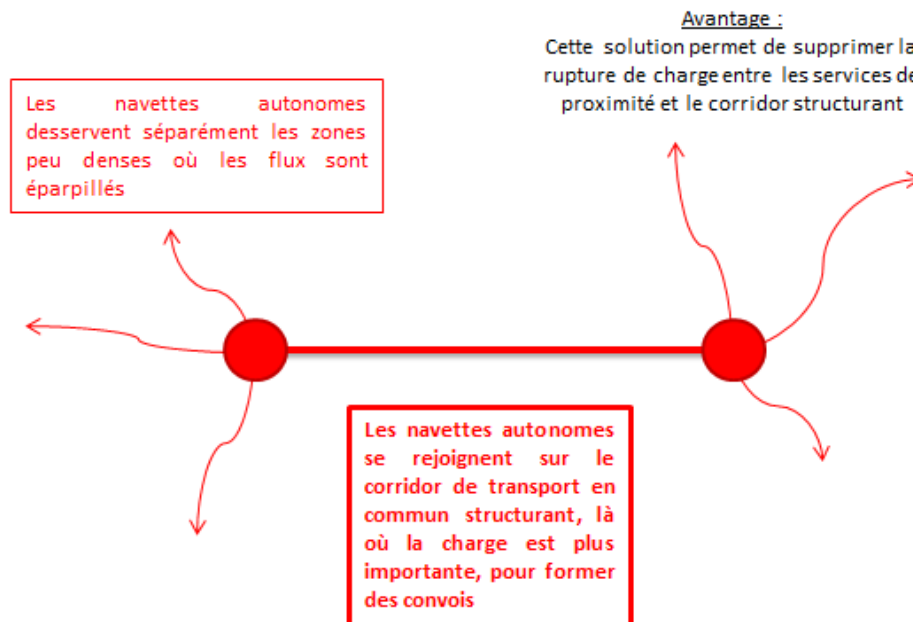 Avantage :
Cette solution permet de supprimer la
rupture de charge entre les services de
proximité et le corridor structurant
Les navettes autonomes
desservent séparément les zones
peu denses où les flux sont
éparpillés
Les navettes autonomes
se rejoignent sur le
corridor de transport en
commun structurant, là
où la charge est plus
importante, pour former
des convois